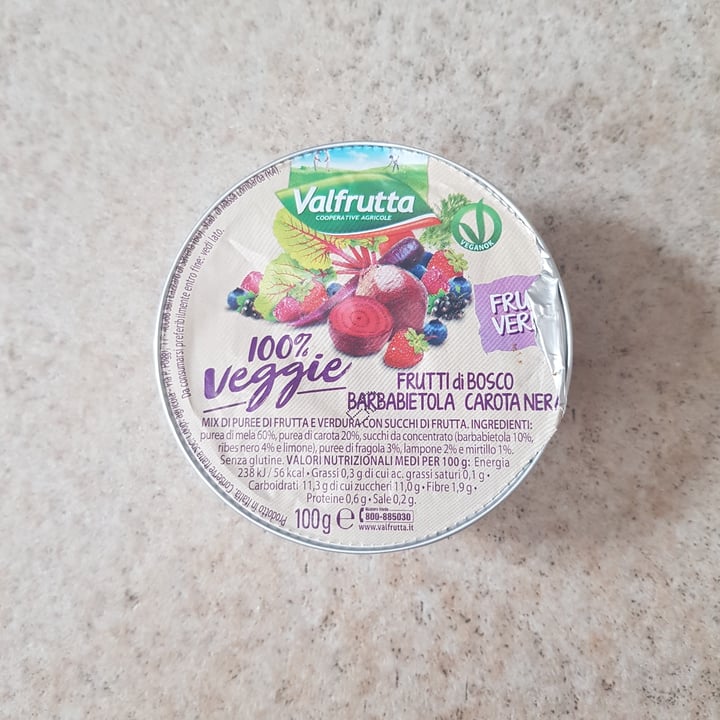 Valfrutta
COOPERATIVE AGRICOLE
VEGANOK
100%
veggie
FRUTTI di BOSCO
BARBABIETOLA CAROTA NERA
MIX DI PUREE DI FRUTTA E VERDURA CON SUCCHI DI FRUTTA. INGREDIENTI:
purea di mela 60%, purea di carota 20%, succhi da concentrato (barbabietola 10%,
ribes nero 4% e limone), puree di fragola 3%, lampone 2% e mirtillo 1%.
Senza glutine. VALORI NUTRIZIONALI MEDI PER 100 g: Energia
238 kJ / 56 kcal • Grassi 0,3 g di cui ac. grassi saturi 0,1 g •
Carboidrati 11,3 g di cui zuccheri 11,0 g • Fibre 1,9 g •
Proteine 0,6 g • Sale 0,2 g.
100 g e
Numero Verde
800-885030
www.valfrutta.it
Prodotto in Italia.
Da consumarsi preferibilmente entro fine: vedi lato.